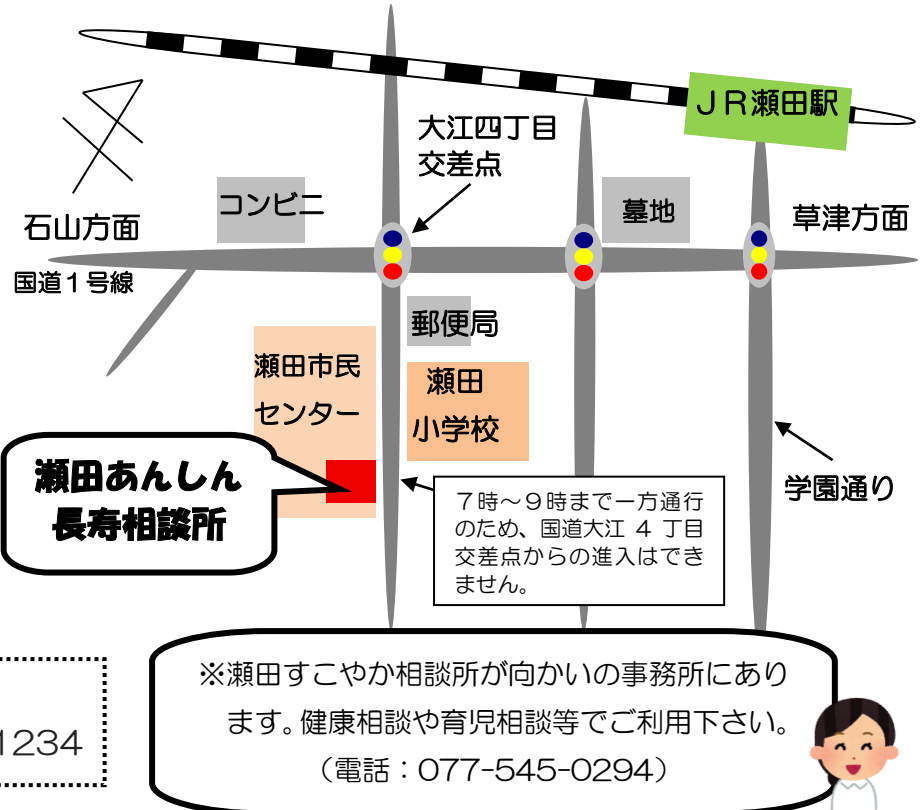 JR瀬田駅
大江四丁目
交差点
コンビニ
墓地
草津方面
石山方面
国道1号線
郵便局
瀬田市民
センター
瀬田
小学校
瀬田あんしん
長寿相談所
7時~9時まで一方通行
のため、国道大江 4 丁目
交差点からの進入はでき
ません。
学園通り
1234
※瀬田すこやか相談所が向かいの事務所にあり
ます。健康相談や育児相談等でご利用下さい。
(電話:077-545-0294)